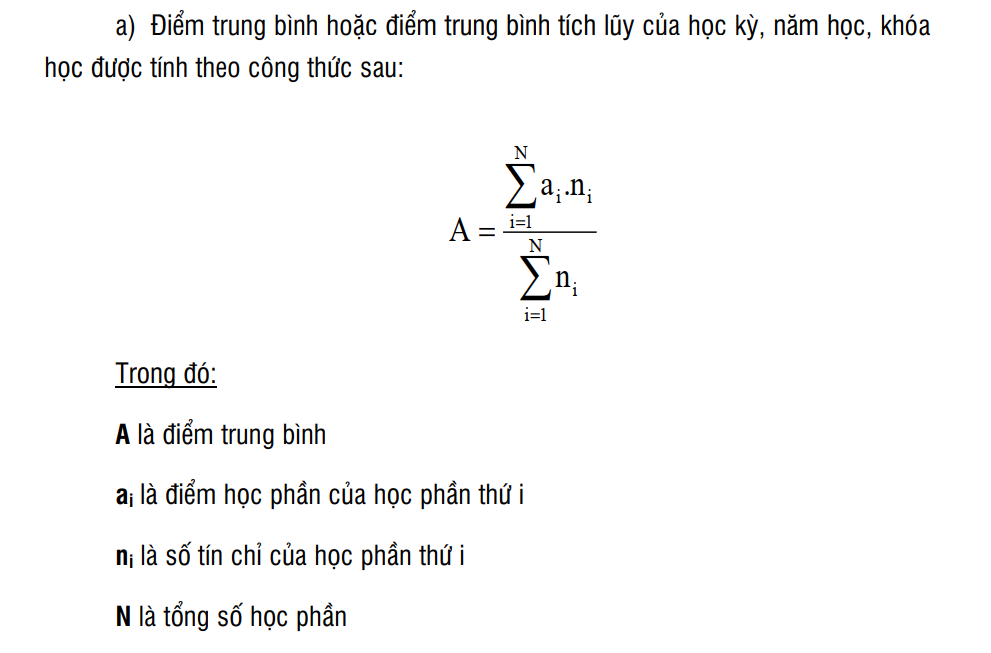 a) Điểm trung bình hoặc điểm trung bình tích lũy của học kỳ, năm học, khóa
học được tính theo công thức sau:
A = \frac{\sum_{i=1}^{N} a_i.n_i}{\sum_{i=1}^{N} n_i}
Trong đó:
A là điểm trung bình
a_i là điểm học phần của học phần thứ i
n_i là số tín chỉ của học phần thứ i
N là tổng số học phần